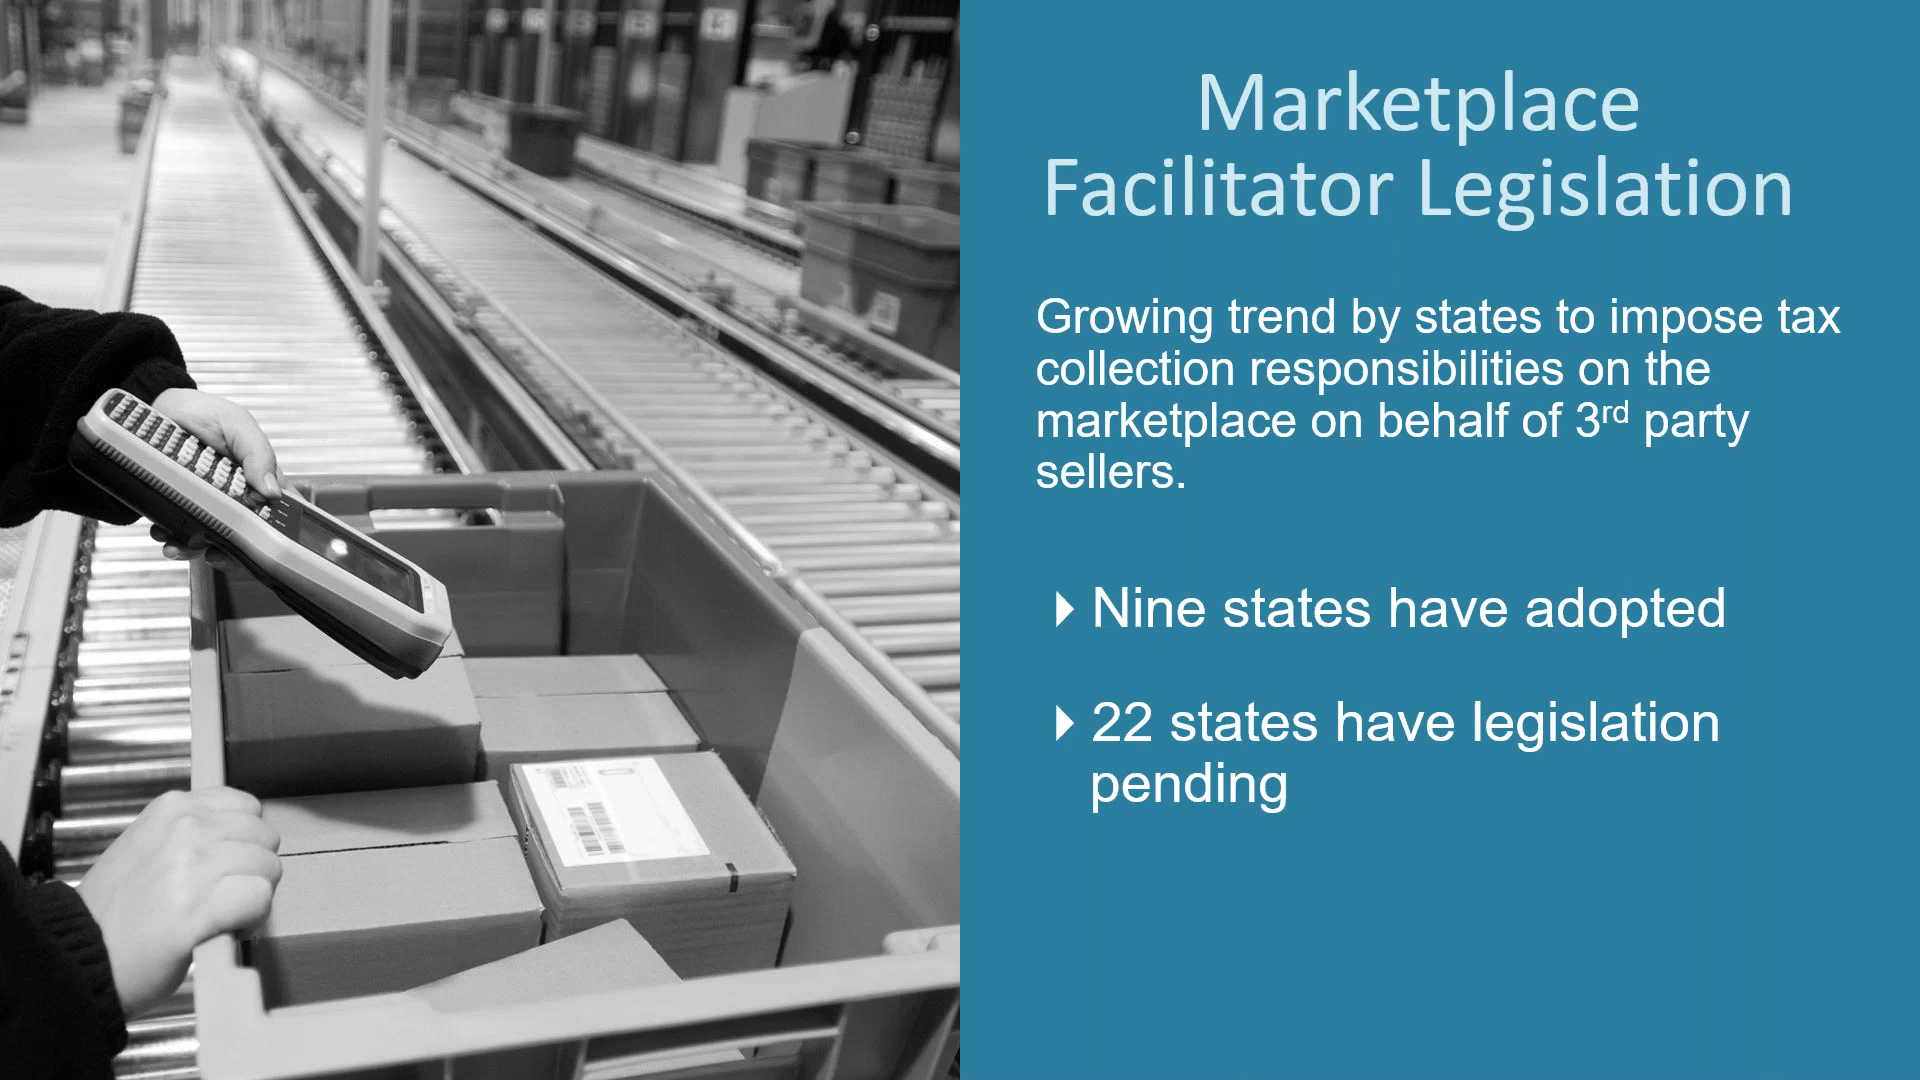 Marketplace
Facilitator Legislation
Growing trend by states to impose tax
collection responsibilities on the
marketplace on behalf of 3rd party
sellers.
Nine states have adopted
22 states have legislation
pending